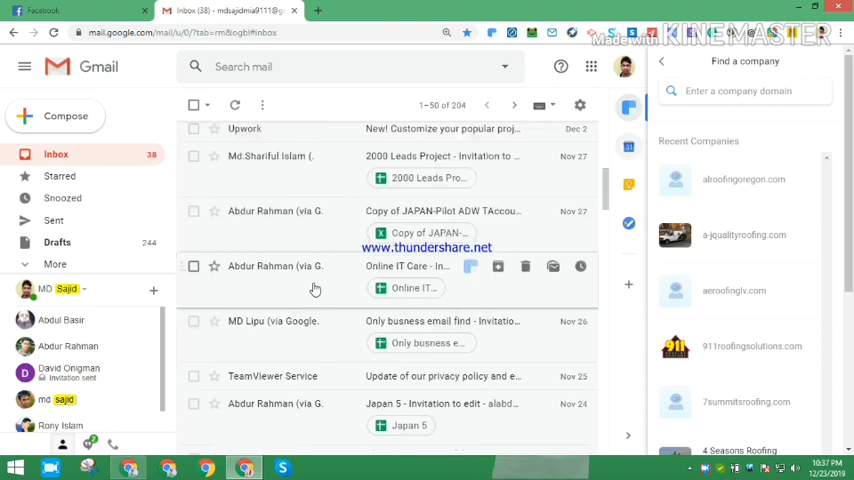 Facebook
Inbox (38) - mdsajidmia9111@g
mail.google.com/mail/u/0/?tab=rm&ogbl#inbox
Made with KINEMASTER
Gmail
Search mail
Find a company
Compose
1–50 of 204
Enter a company domain
Inbox 38
Starred
Snoozed
Sent
Drafts 244
More
MD Sajid
Abdul Basir
Abdur Rahman
David Onigman
Invitation sent
md sajid
Rony Islam
Upwork New! Customize your popular proj... Dec 2
Md.Shariful Islam (. 2000 Leads Project - Invitation to ... Nov 27
2000 Leads Pro...
Abdur Rahman (via G. Copy of JAPAN-Pilot ADW TAccou... Nov 27
Copy of JAPAN-...
www.thundershare.net
Abdur Rahman (via G. Online IT Care - In...
Online IT...
MD Lipu (via Google. Only busness email find - Invitatio... Nov 26
Only busness e...
TeamViewer Service Update of our privacy policy and e... Nov 25
Abdur Rahman (via G. Japan 5 - Invitation to edit - alabd... Nov 24
Japan 5
Recent Companies
alroofingoregon.com
a-jqualityroofing.com
aeroofinglv.com
911roofingsolutions.com
7summitsroofing.com
4 Seasons Roofing
10:37 PM
12/23/2019